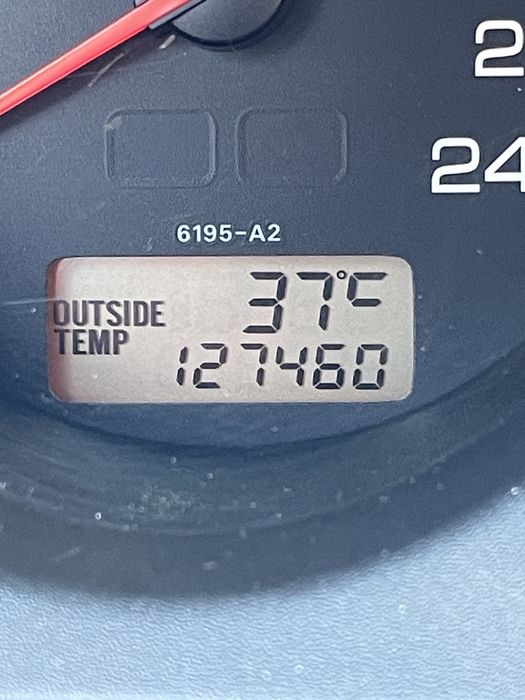 2
24
6195-A2
OUTSIDE 37°C
TEMP 127460